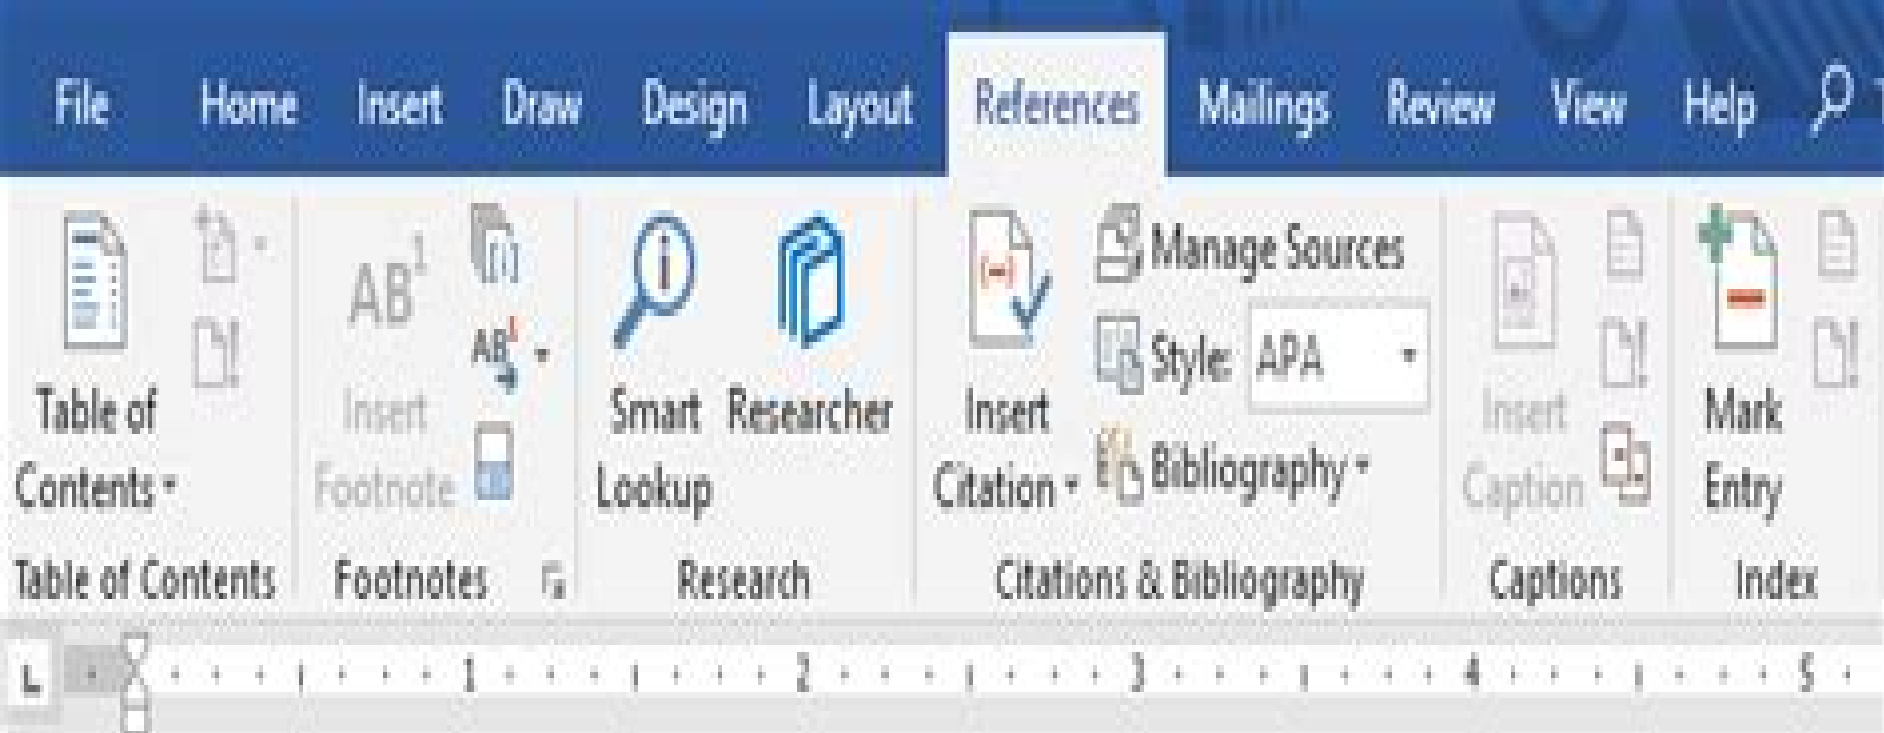 File Home Insert Draw Design Layout References Mailings Review View Help
Table of
Contents
Table of Contents
AB1
Insert
Footnote
[i]
AB1
Footnotes
Smart
Lookup
Researcher
Research
Insert
Citation
Manage Sources
Style: APA
Bibliography
Citations & Bibliography
Insert
Caption
Captions
Mark
Entry
Index
L 1 2 3 4 5